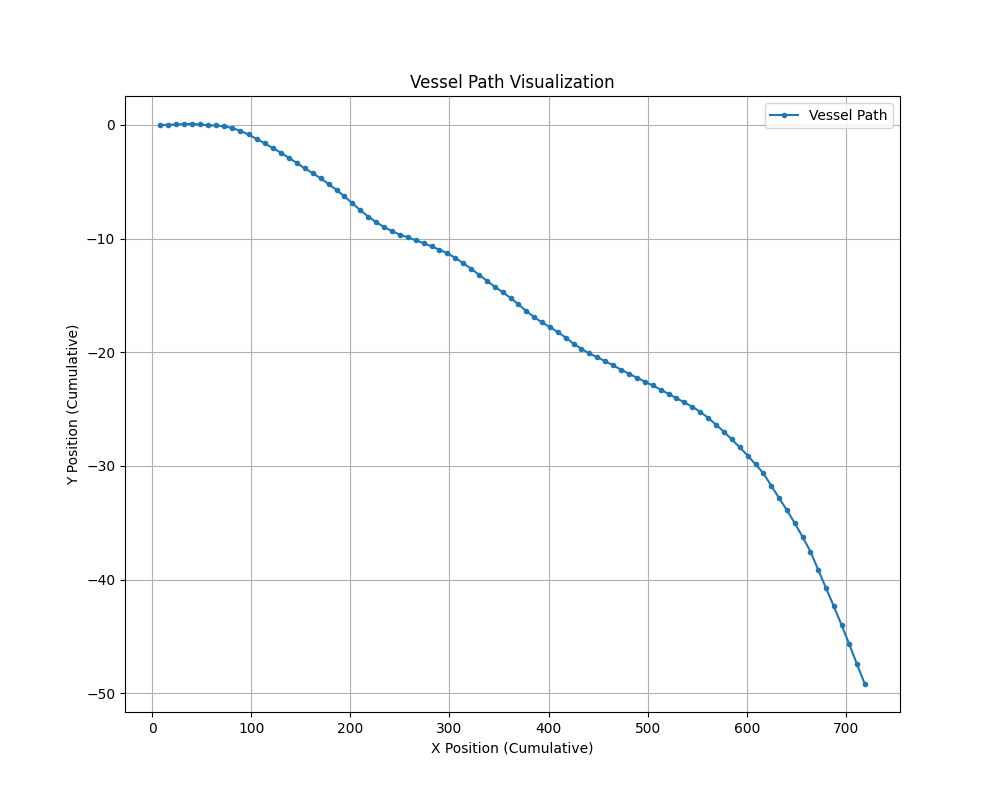 Vessel Path Visualization
Vessel Path
0
−10
−20
−30
−40
−50
Y Position (Cumulative)
0 100 200 300 400 500 600 700
X Position (Cumulative)